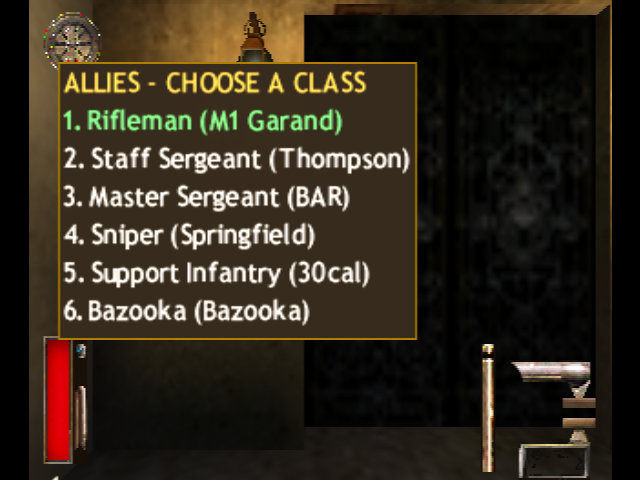 ALLIES - CHOOSE A CLASS
1. Rifleman (M1 Garand)
2. Staff Sergeant (Thompson)
3. Master Sergeant (BAR)
4. Sniper (Springfield)
5. Support Infantry (30cal)
6. Bazooka (Bazooka)